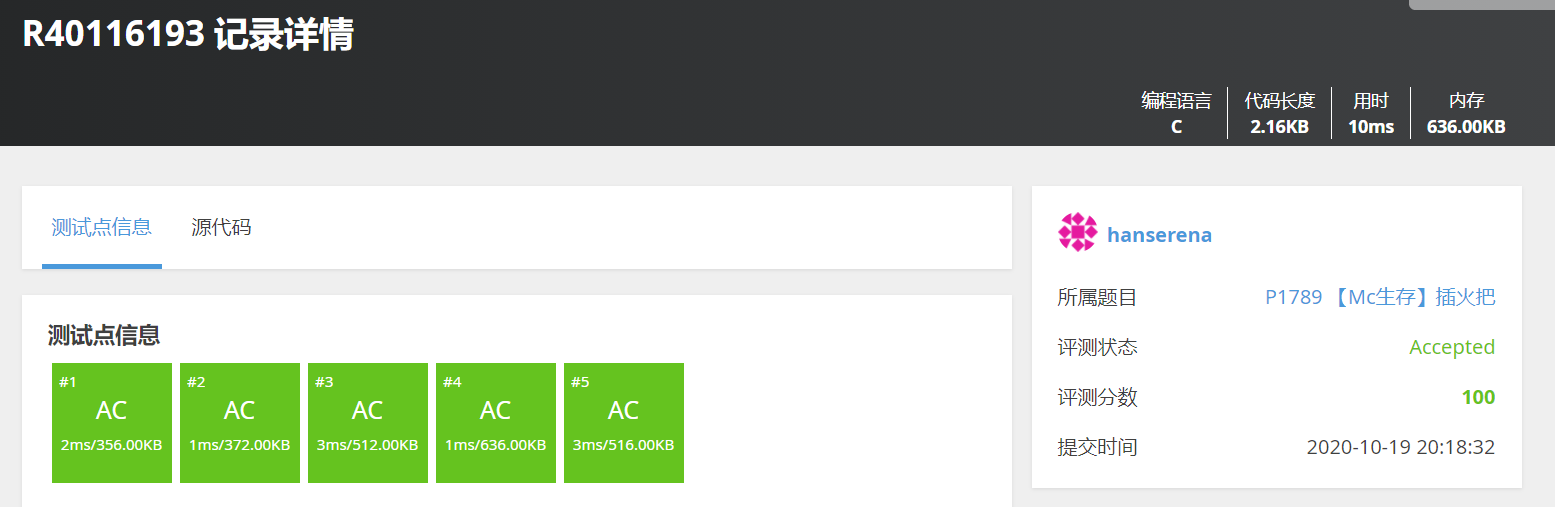 R40116193 记录详情
编程语言 代码长度 用时 内存
C 2.16KB 10ms 636.00KB
测试点信息 源代码
hanserena
所属题目 P1789 【Mc生存】插火把
评测状态 Accepted
评测分数 100
提交时间 2020-10-19 20:18:32
测试点信息
#1 #2 #3 #4 #5
AC AC AC AC AC
2ms/356.00KB 1ms/372.00KB 3ms/512.00KB 1ms/636.00KB 3ms/516.00KB